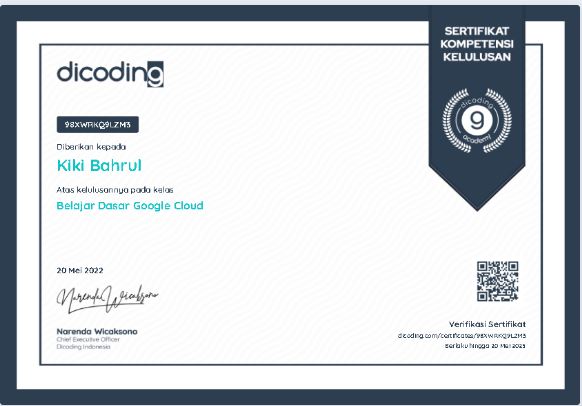 SERTIFIKAT
KOMPETENSI
KELULUSAN
dicoding
dicoding
9
academy
98XWRKQ9LZM3
Diberikan kepada
Kiki Bahrul
Atas kelulusannya pada kelas
Belajar Dasar Google Cloud
20 Mei 2022
Narenda Wicaksono
Narenda Wicaksono
Chief Executive Officer
Dicoding Indonesia
Verifikasi Sertifikat
dicoding.com/certificates/98XWRKQ9LZM3
Berlaku hingga 20 Mei 2025